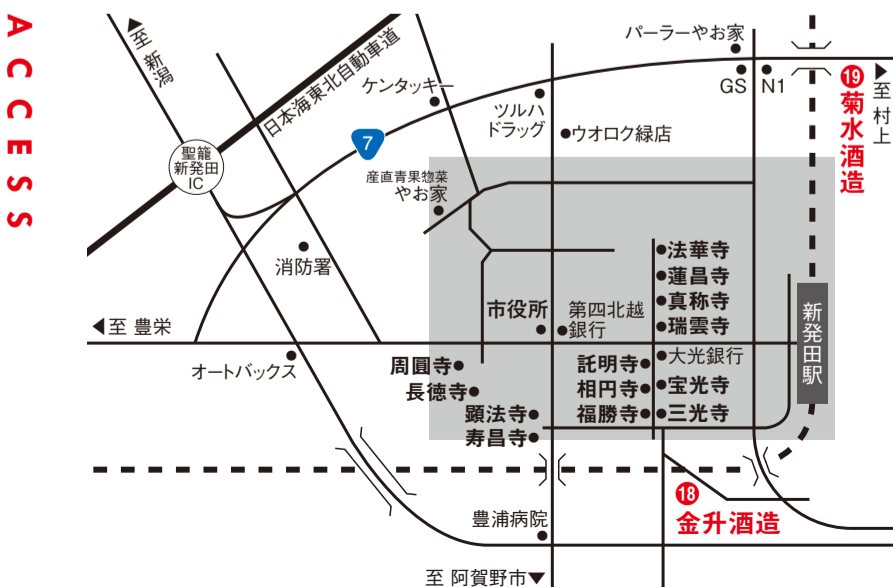 ACCESS
▲至 新潟
日本海東北自動車道
聖籠
新発田
IC
7
ケンタッキー
ツルハ
ドラッグ
パーラーやお家
GS
N1
⑲菊水酒造
▲至 村上
ウオロク緑店
産直青果惣菜
やお家
消防署
◀至 豊栄
オートバックス
市役所
第四北越
銀行
法華寺
蓮昌寺
真称寺
瑞雲寺
大光銀行
宝光寺
三光寺
新発田駅
周圓寺
長徳寺
顕法寺
寿昌寺
託明寺
相円寺
福勝寺
⑱
金升酒造
豊浦病院
至 阿賀野市▼